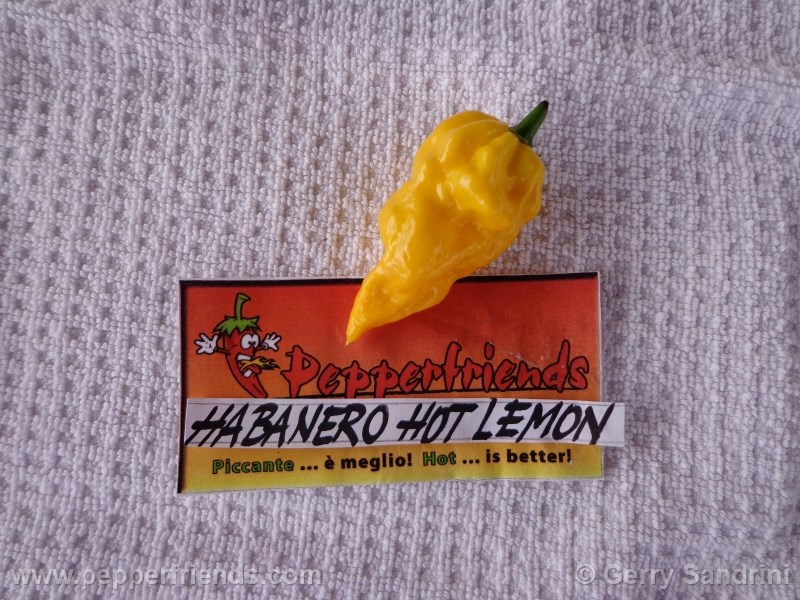 Pepperfriends
HABANERO HOT LEMON
Piccante ... è meglio! Hot ... is better!
www.pepperfriends.com © Gerry Sandrini